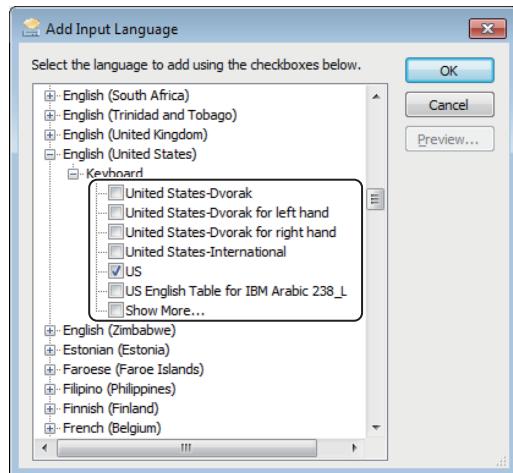 Add Input Language
Select the language to add using the checkboxes below.
OK
Cancel
Preview...
English (South Africa)
English (Trinidad and Tobago)
English (United Kingdom)
English (United States)
Keyboard
United States-Dvorak
United States-Dvorak for left hand
United States-Dvorak for right hand
United States-International
US
US English Table for IBM Arabic 238_L
Show More...
English (Zimbabwe)
Estonian (Estonia)
Faroese (Faroe Islands)
Filipino (Philippines)
Finnish (Finland)
French (Belgium)